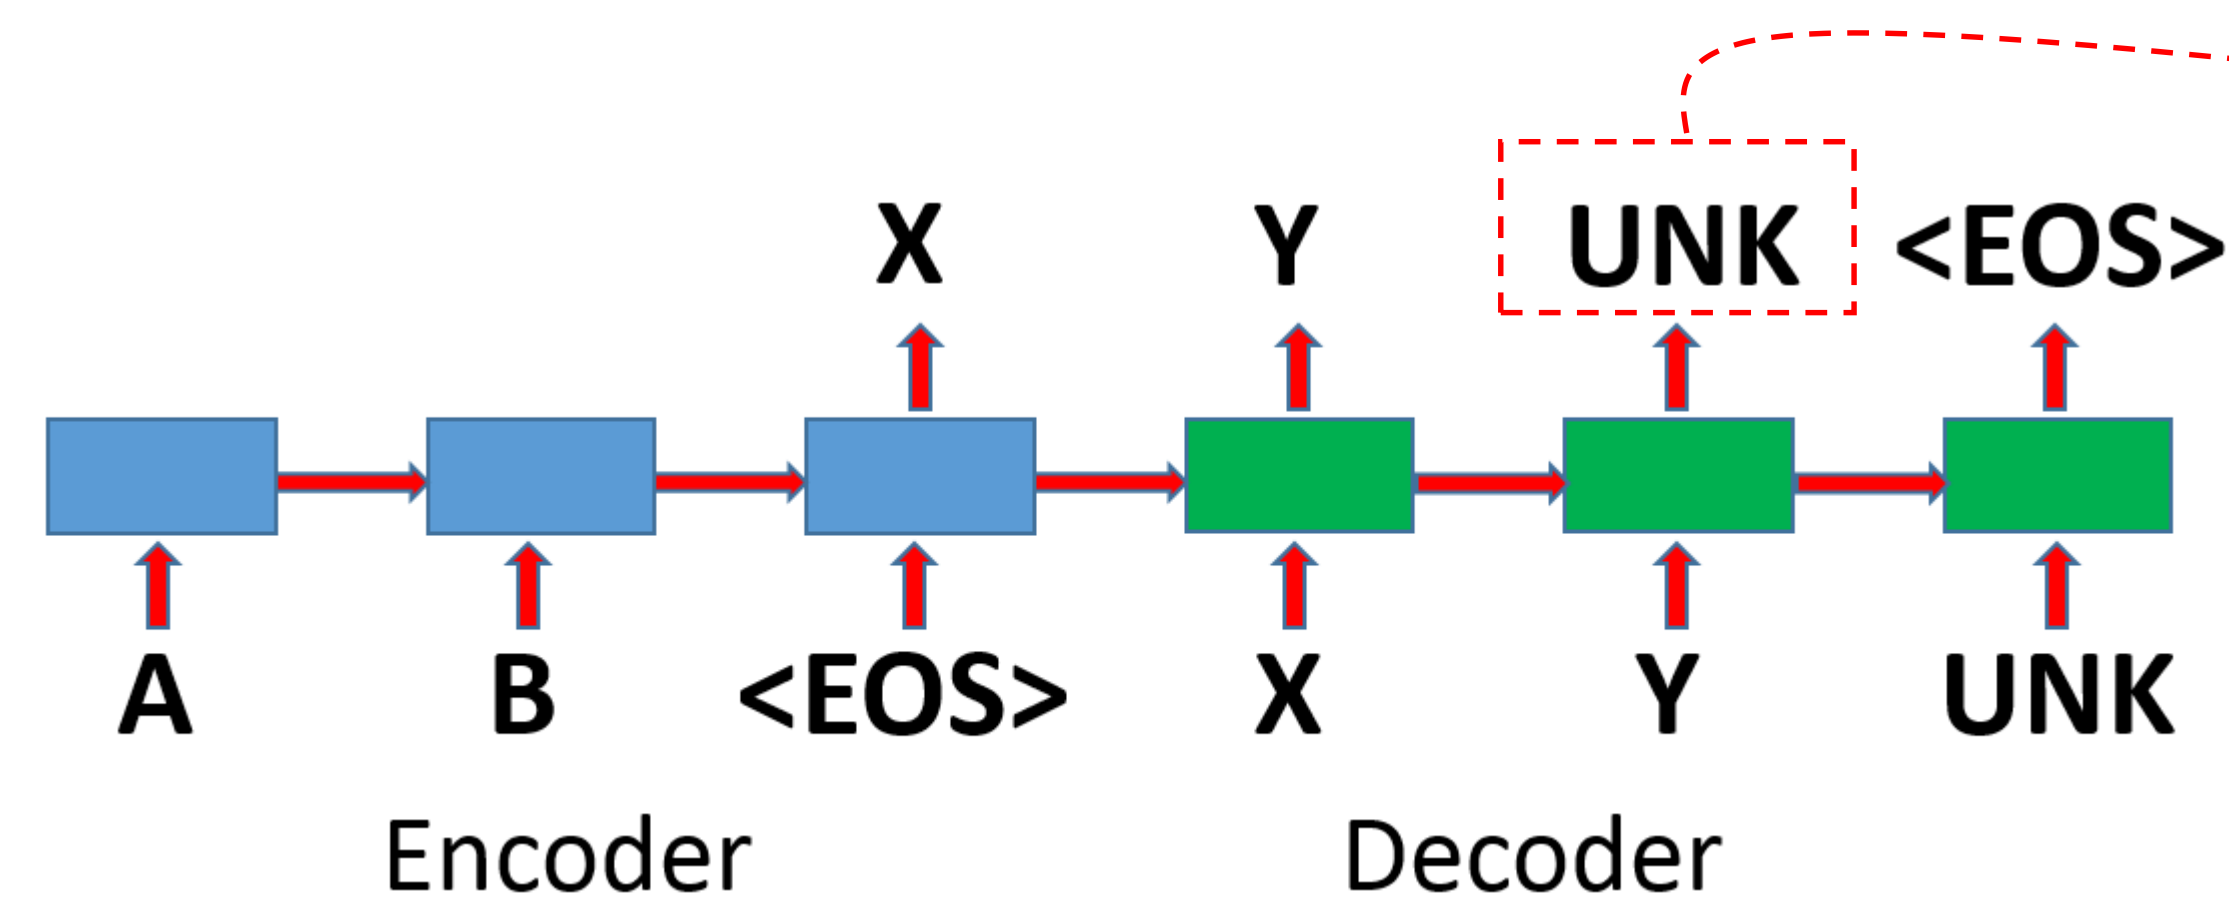 X Y UNK <EOS>
A B <EOS> X Y UNK
Encoder Decoder